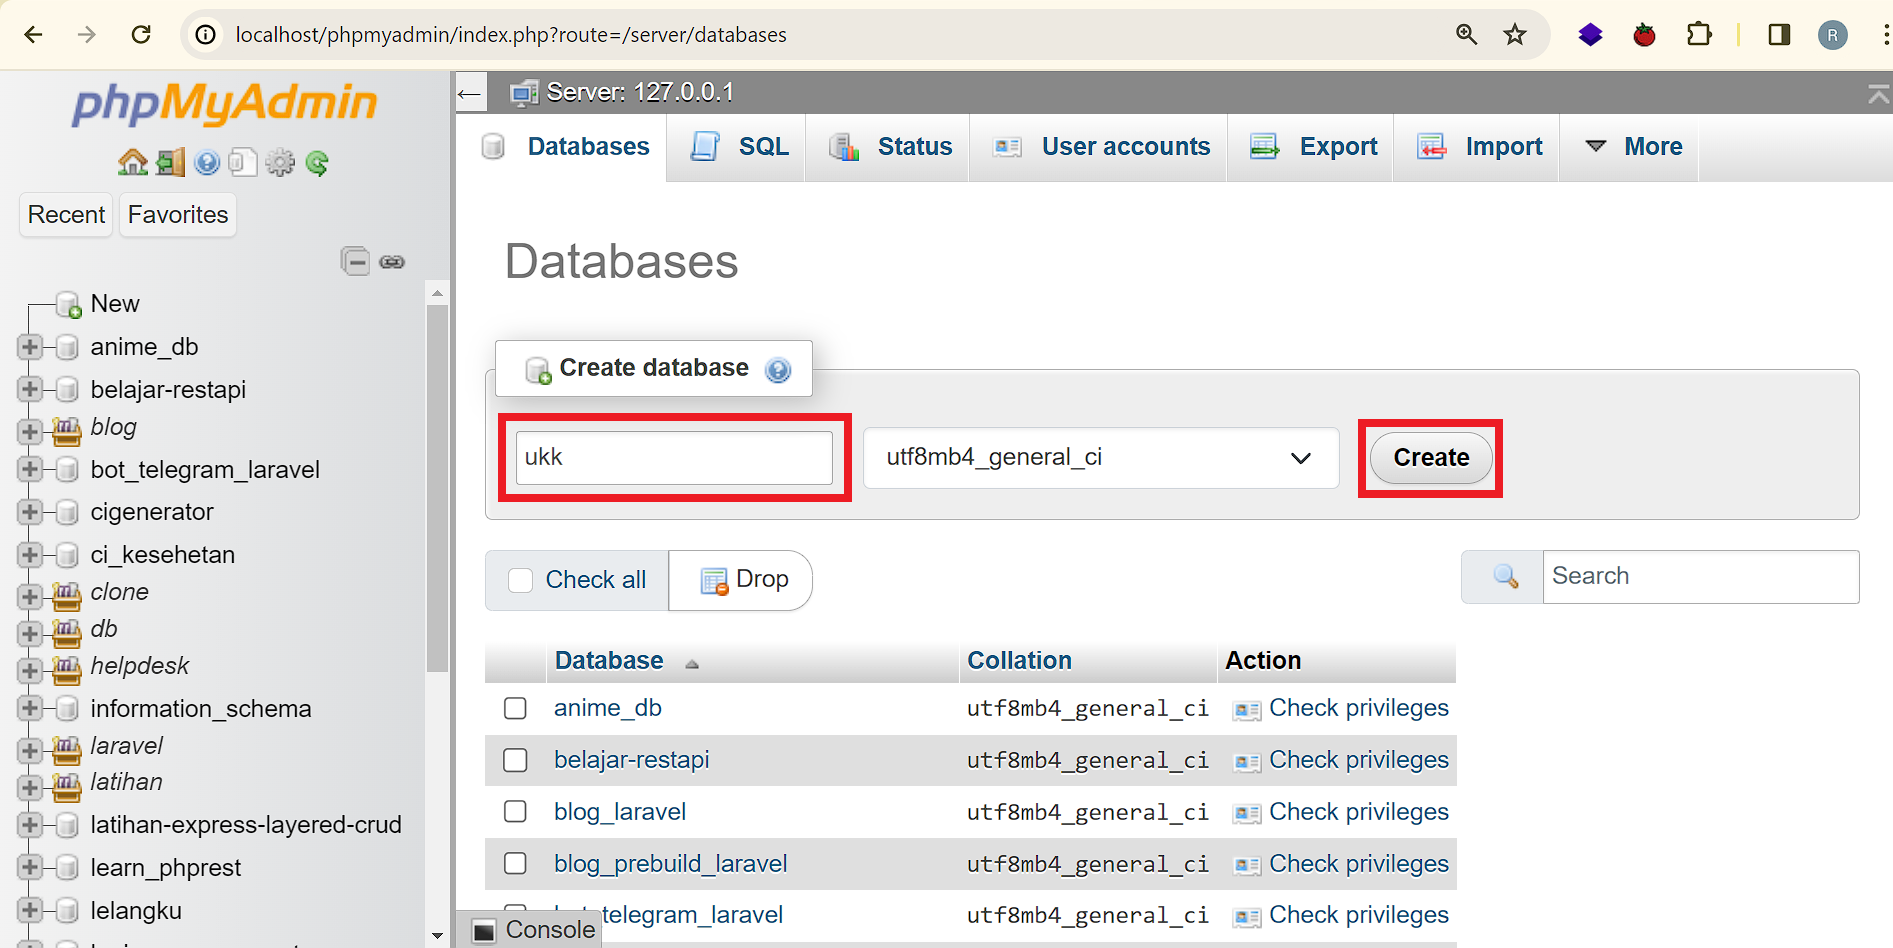 localhost/phpmyadmin/index.php?route=/server/databases
R
phpMyAdmin
Recent
Favorites
New
anime_db
belajar-restapi
blog
bot_telegram_laravel
cigenerator
ci_kesehetan
clone
db
helpdesk
information_schema
laravel
latihan
latihan-express-layered-crud
learn_phprest
lelangku
Server: 127.0.0.1
Databases
SQL
Status
User accounts
Export
Import
More
Databases
Create database
ukk
utf8mb4_general_ci
Create
Check all
Drop
Search
Database Collation Action
anime_db utf8mb4_general_ci Check privileges
belajar-restapi utf8mb4_general_ci Check privileges
blog_laravel utf8mb4_general_ci Check privileges
blog_prebuild_laravel utf8mb4_general_ci Check privileges
bot_telegram_laravel utf8mb4_general_ci Check privileges
Console